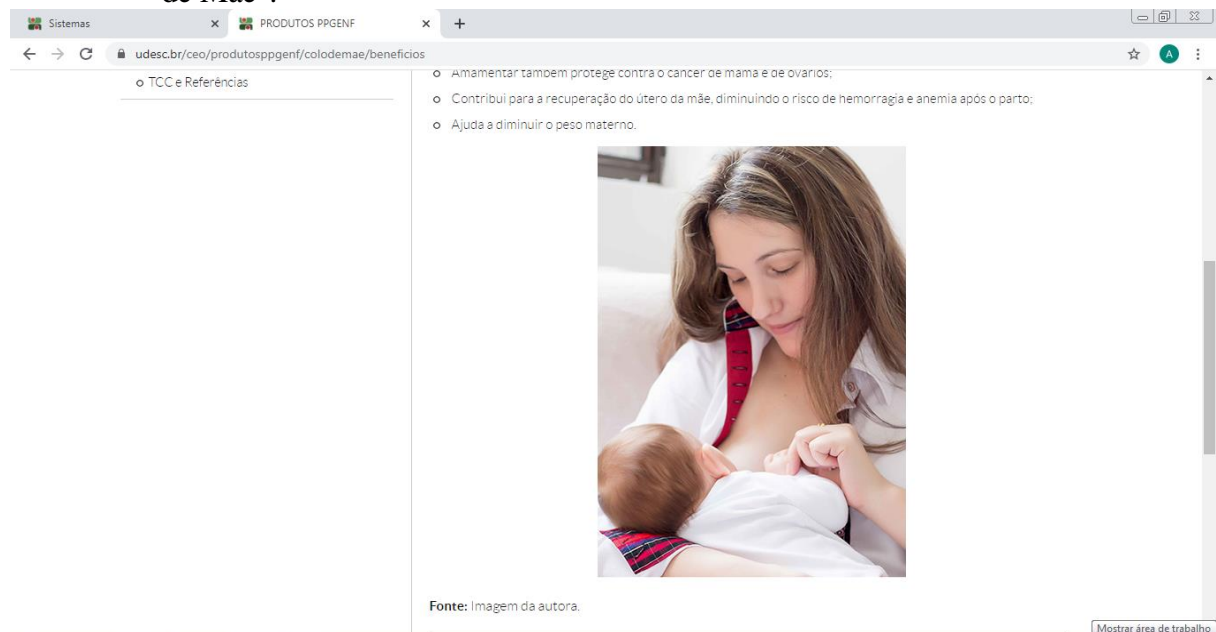 de Mãe".
Sistemas
PRODUTOS PPGENF
udesc.br/ceo/produtosppgenf/colodemae/beneficios
A
TCC e Referências
Amamentar também protege contra o câncer de mama e de ovários;
Contribui para a recuperação do útero da mãe, diminuindo o risco de hemorragia e anemia após o parto;
Ajuda a diminuir o peso materno.
Fonte: Imagem da autora.
Mostrar área de trabalho